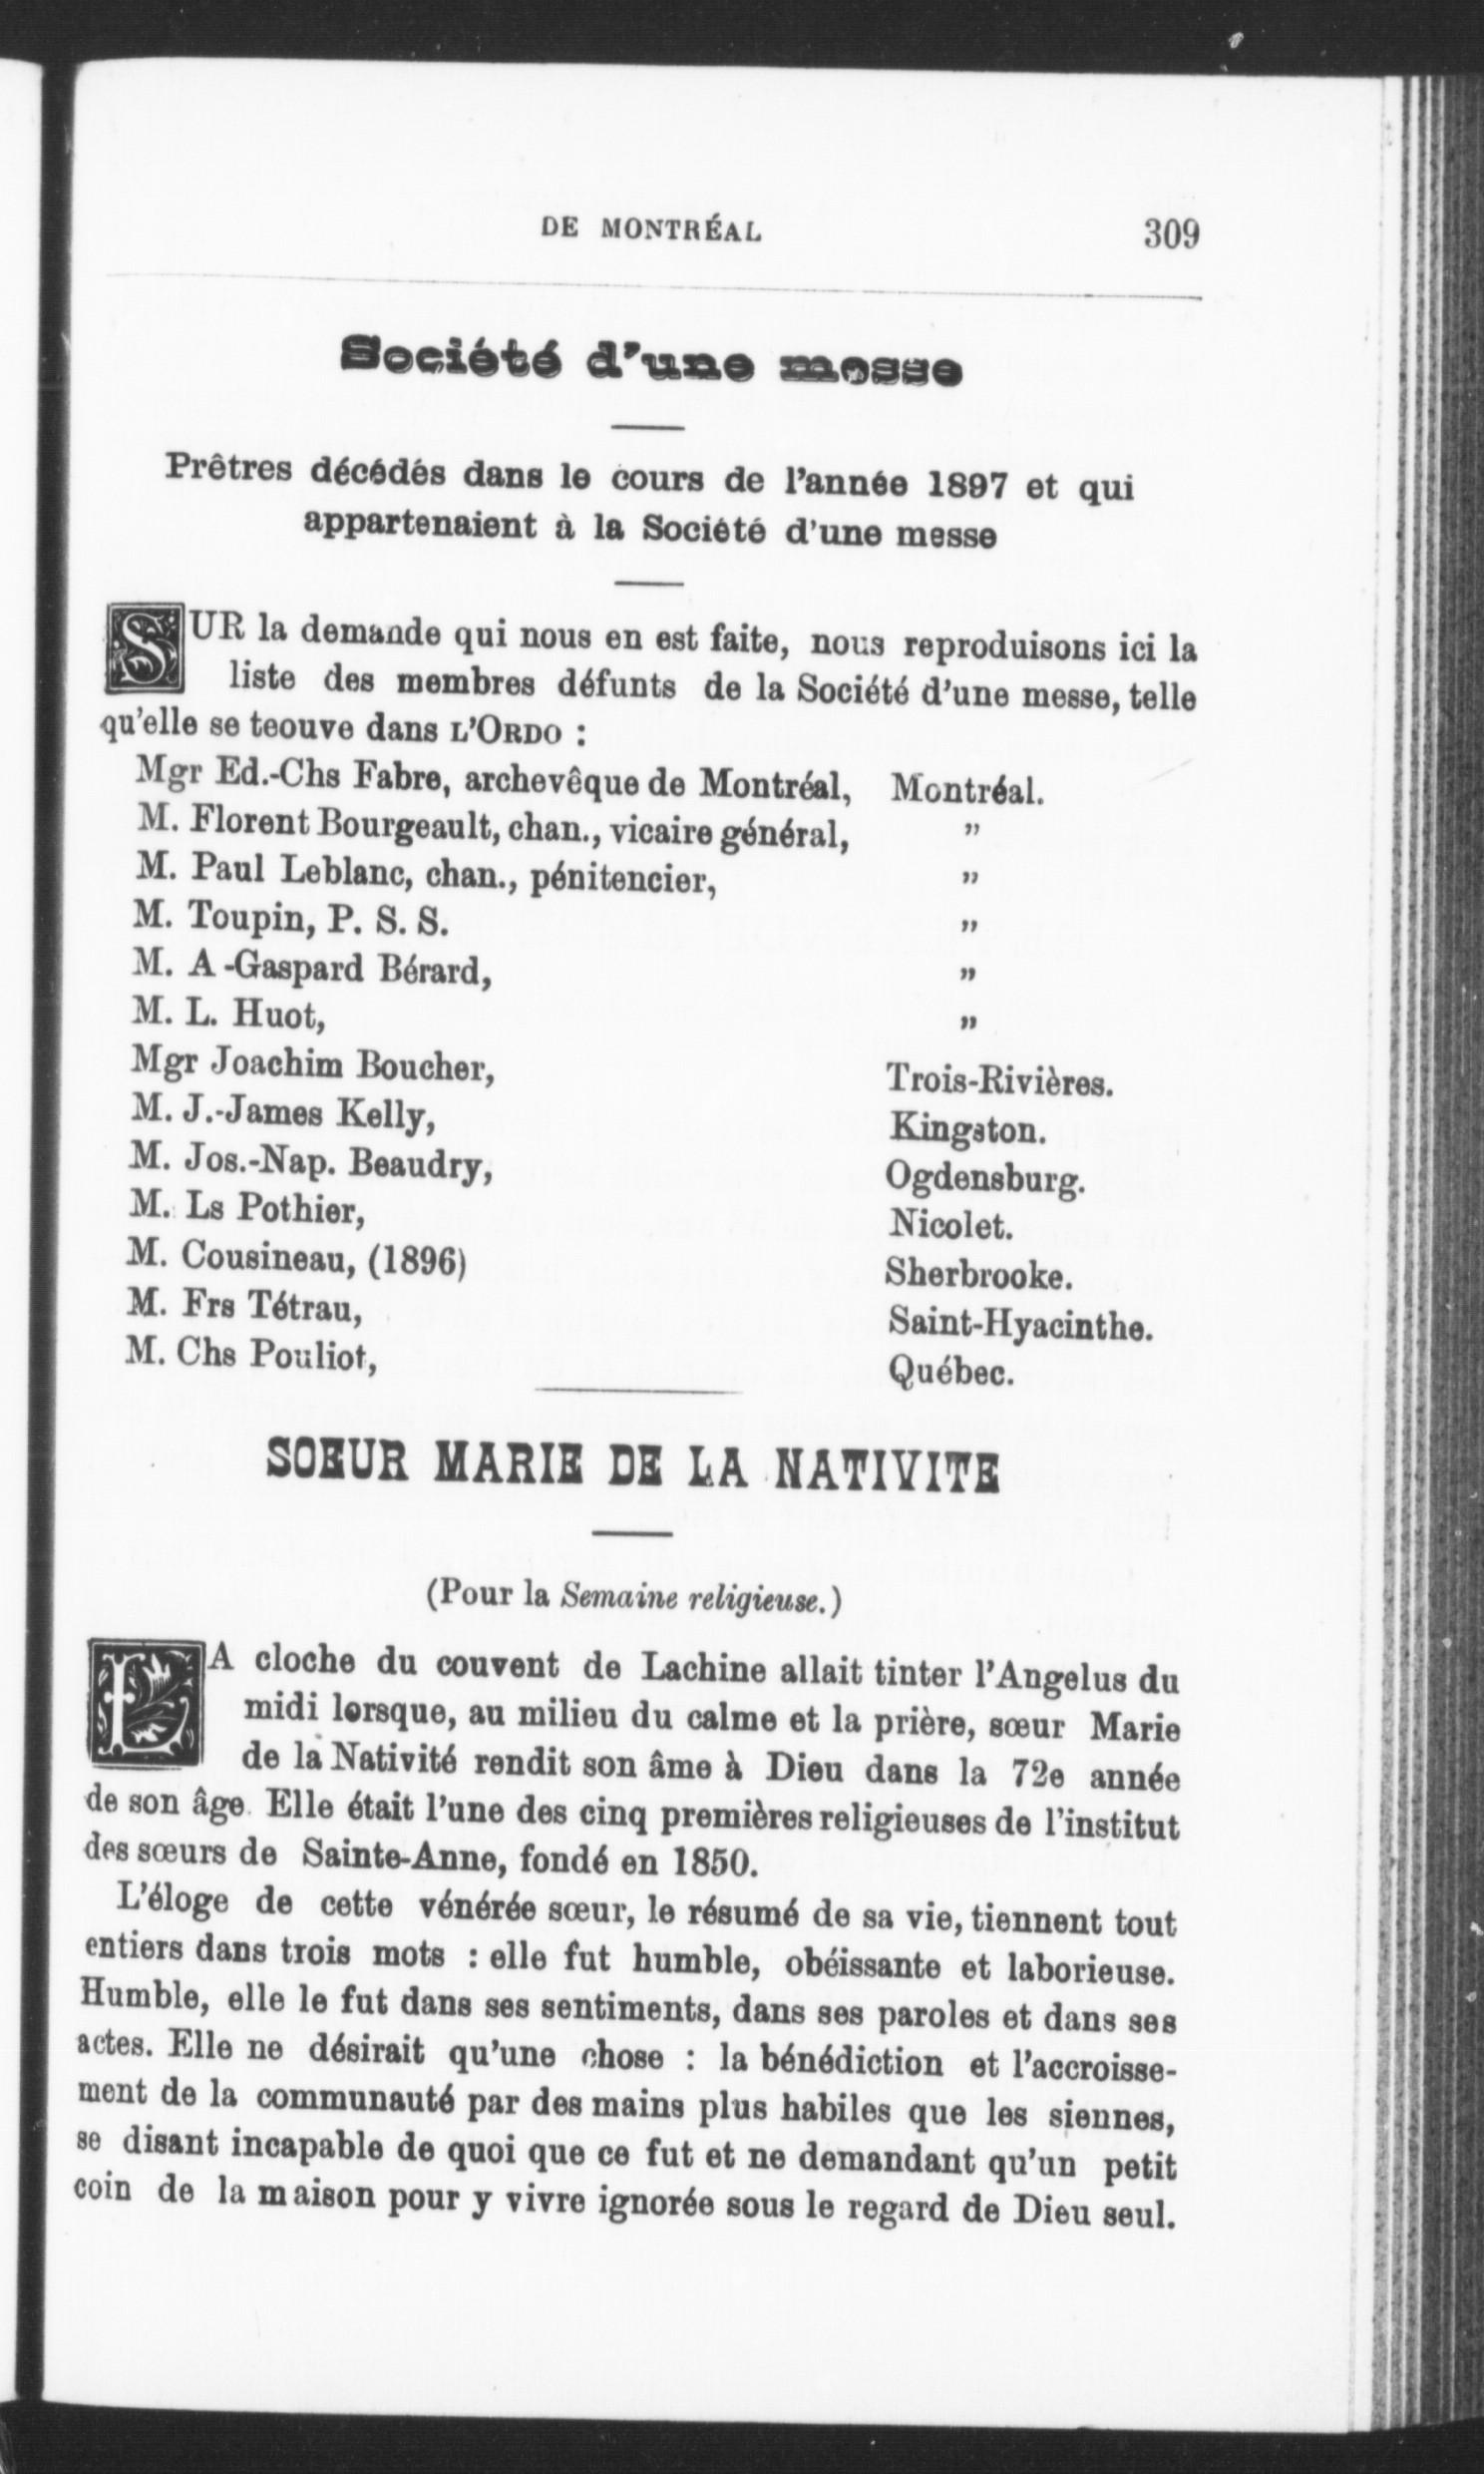 DE MONTRÉAL 309
Société d'une messe
Prêtres décédés dans le cours de l'année 1897 et qui
appartenaient à la Société d'une messe
SUR la demande qui nous en est faite, nous reproduisons ici la
liste des membres défunts de la Société d'une messe, telle
qu'elle se teouve dans L'ORDO :
Mgr Ed.-Chs Fabre, archevêque de Montréal, Montréal.
M. Florent Bourgeault, chan., vicaire général, ”
M. Paul Leblanc, chan., pénitencier, ”
M. Toupin, P. S. S. ”
M. A-Gaspard Bérard, ”
M. L. Huot, ”
Mgr Joachim Boucher, Trois-Rivières.
M. J.-James Kelly, Kingston.
M. Jos.-Nap. Beaudry, Ogdensburg.
M. Ls Pothier, Nicolet.
M. Cousineau, (1896) Sherbrooke.
M. Frs Tétrau, Saint-Hyacinthe.
M. Chs Pouliot, Québec.
SOEUR MARIE DE LA NATIVITE
(Pour la Semaine religieuse.)
LA cloche du couvent de Lachine allait tinter l'Angelus du
midi lorsque, au milieu du calme et la prière, sœur Marie
de la Nativité rendit son âme à Dieu dans la 72e année
de son âge. Elle était l'une des cinq premières religieuses de l'institut
des sœurs de Sainte-Anne, fondé en 1850.
L'éloge de cette vénérée sœur, le résumé de sa vie, tiennent tout
entiers dans trois mots : elle fut humble, obéissante et laborieuse.
Humble, elle le fut dans ses sentiments, dans ses paroles et dans ses
actes. Elle ne désirait qu'une chose : la bénédiction et l'accroisse-
ment de la communauté par des mains plus habiles que les siennes,
se disant incapable de quoi que ce fut et ne demandant qu'un petit
coin de la maison pour y vivre ignorée sous le regard de Dieu seul.